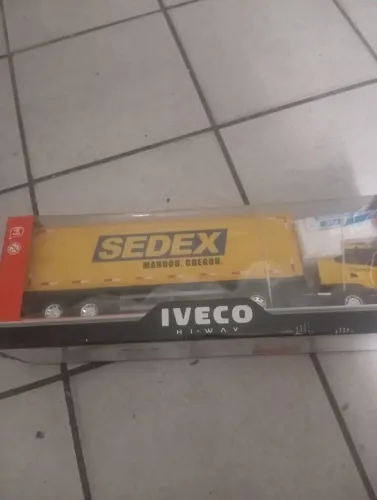 SEDEX
MANDOU. CHEGOU.
IVECO
HI-WAY